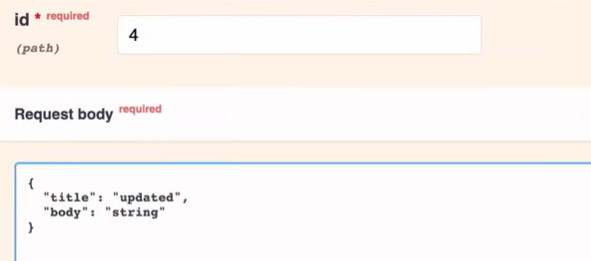 id * required
(path)
4
Request body required
{
"title": "updated",
"body": "string"
}